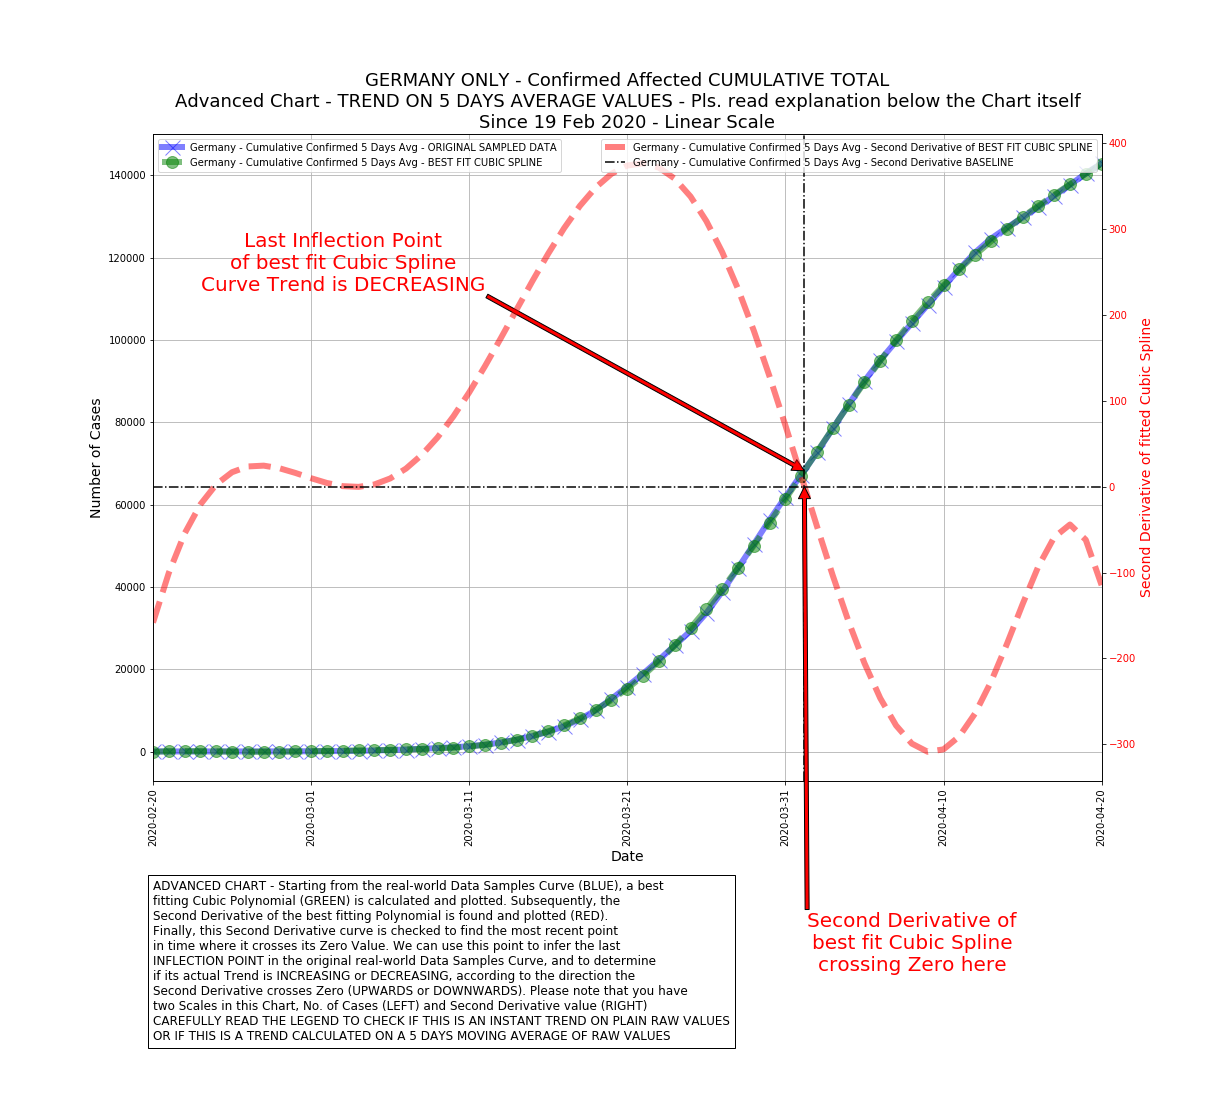 GERMANY ONLY - Confirmed Affected CUMULATIVE TOTAL
Advanced Chart - TREND ON 5 DAYS AVERAGE VALUES - Pls. read explanation below the Chart itself
Since 19 Feb 2020 - Linear Scale
Germany - Cumulative Confirmed 5 Days Avg - ORIGINAL SAMPLED DATA
Germany - Cumulative Confirmed 5 Days Avg - BEST FIT CUBIC SPLINE
Germany - Cumulative Confirmed 5 Days Avg - Second Derivative of BEST FIT CUBIC SPLINE
Germany - Cumulative Confirmed 5 Days Avg - Second Derivative BASELINE
Number of Cases
140000
120000
100000
80000
60000
40000
20000
0
Last Inflection Point
of best fit Cubic Spline
Curve Trend is DECREASING
400
300
200
100
0
−100
−200
−300
Second Derivative of fitted Cubic Spline
2020-02-20
2020-03-01
2020-03-11
2020-03-21
2020-03-31
2020-04-10
2020-04-20
Date
Second Derivative of
best fit Cubic Spline
crossing Zero here
ADVANCED CHART - Starting from the real-world Data Samples Curve (BLUE), a best
fitting Cubic Polynomial (GREEN) is calculated and plotted. Subsequently, the
Second Derivative of the best fitting Polynomial is found and plotted (RED).
Finally, this Second Derivative curve is checked to find the most recent point
in time where it crosses its Zero Value. We can use this point to infer the last
INFLECTION POINT in the original real-world Data Samples Curve, and to determine
if its actual Trend is INCREASING or DECREASING, according to the direction the
Second Derivative crosses Zero (UPWARDS or DOWNWARDS). Please note that you have
two Scales in this Chart, No. of Cases (LEFT) and Second Derivative value (RIGHT)
CAREFULLY READ THE LEGEND TO CHECK IF THIS IS AN INSTANT TREND ON PLAIN RAW VALUES
OR IF THIS IS A TREND CALCULATED ON A 5 DAYS MOVING AVERAGE OF RAW VALUES